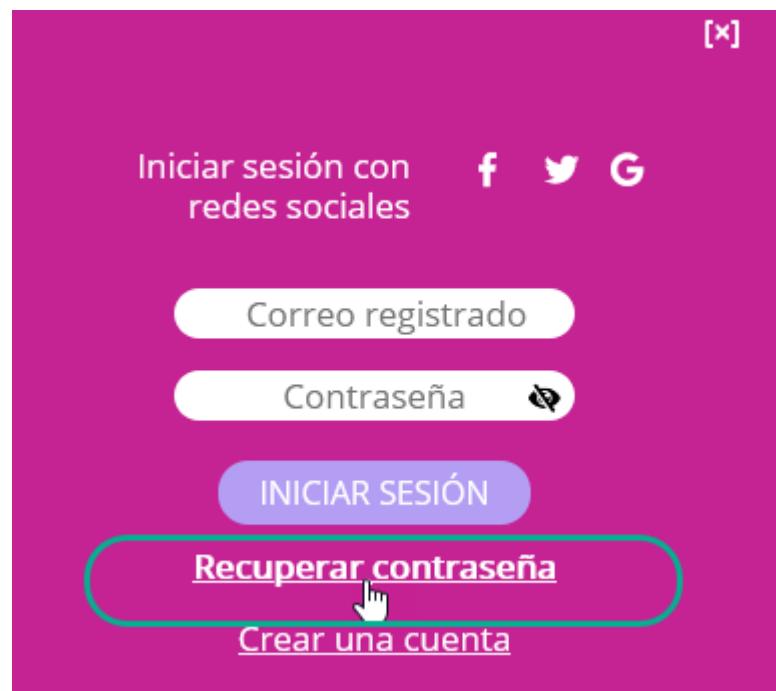 [×]
Iniciar sesión con
redes sociales
Correo registrado
Contraseña
INICIAR SESIÓN
Recuperar contraseña
Crear una cuenta